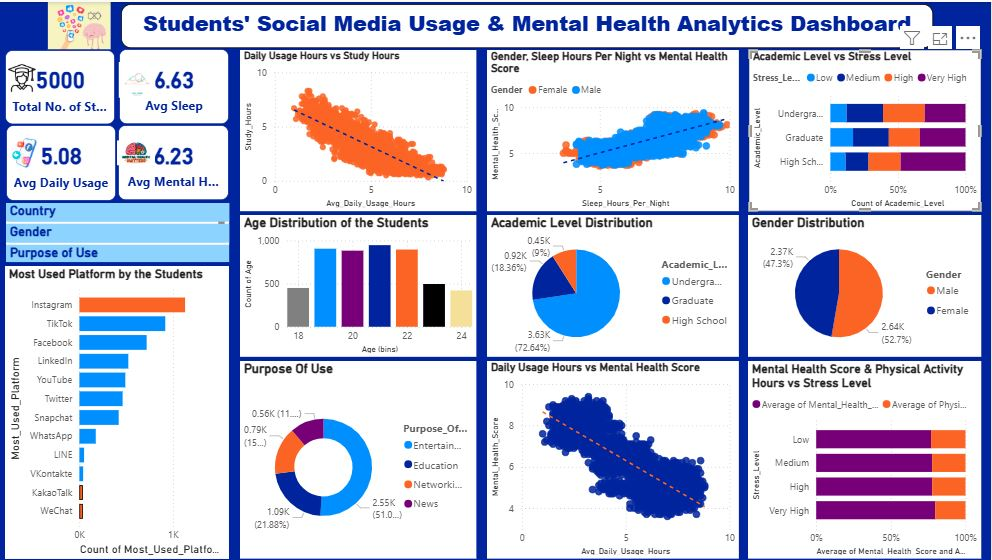 Students' Social Media Usage & Mental Health Analytics Dashboard
5000
Total No. of St...
6.63
Avg Sleep
5.08
Avg Daily Usage
6.23
Avg Mental H...
Country
Gender
Purpose of Use
Most Used Platform by the Students
Most_Used_Platform
Instagram
TikTok
Facebook
LinkedIn
YouTube
Twitter
Snapchat
WhatsApp
LINE
VKontakte
KakaoTalk
WeChat
0K 1K
Count of Most_Used_Platfo...
Daily Usage Hours vs Study Hours
Study_Hours
10
5
0
0 5 10
Avg_Daily_Usage_Hours
Gender, Sleep Hours Per Night vs Mental Health
Score
Gender Female Male
Mental_Health_Sc...
10
5
5 10
Sleep_Hours_Per_Night
Academic Level vs Stress Level
Stress_Le... Low Medium High Very High
Academic_Level
Undergra...
Graduate
High Sch...
0% 50% 100%
Count of Academic_Level
Age Distribution of the Students
Count of Age
1,000
500
0
18 20 22 24
Age (bins)
Academic Level Distribution
0.45K
(9%)
0.92K
(18.36%)
3.63K
(72.64%)
Academic_L...
Undergra...
Graduate
High School
Gender Distribution
2.37K
(47.3%)
2.64K
(52.7%)
Gender
Male
Female
Purpose Of Use
0.56K (11....)
0.79K
(15...)
1.09K
(21.88%)
2.55K
(51.0...)
Purpose_Of...
Entertain...
Education
Networki...
News
Daily Usage Hours vs Mental Health Score
Mental_Health_Score
10
8
6
4
0 5 10
Avg_Daily_Usage_Hours
Mental Health Score & Physical Activity
Hours vs Stress Level
Average of Mental_Health_... Average of Physi...
Stress_Level
Low
Medium
High
Very High
0% 50% 100%
Average of Mental_Health_Score and A...